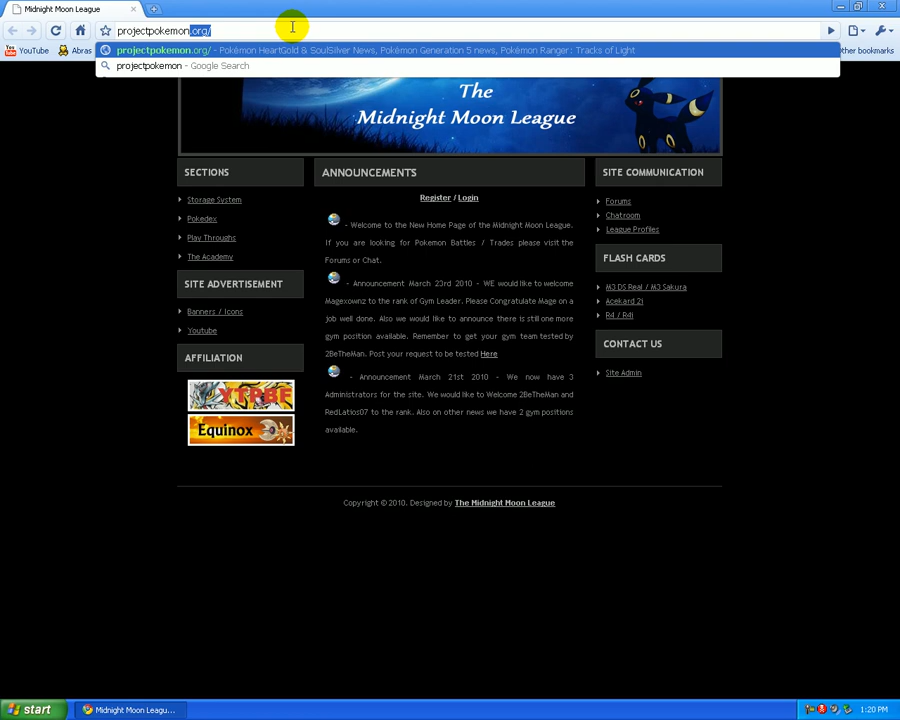 Midnight Moon League
projectpokemon.org/
projectpokemon.org/ - Pokémon HeartGold & SoulSilver News, Pokémon Generation 5 news, Pokémon Ranger: Tracks of Light
projectpokemon - Google Search
YouTube
Abras
Other bookmarks
The
Midnight Moon League
SECTIONS
Storage System
Pokedex
Play Throughs
The Academy
SITE ADVERTISEMENT
Banners / Icons
Youtube
AFFILIATION
YTPBF
Equinox
ANNOUNCEMENTS
Register / Login
- Welcome to the New Home Page of the Midnight Moon League.
If you are looking for Pokemon Battles / Trades please visit the
Forums or Chat.
- Announcement March 23rd 2010 - WE would like to welcome
Magexownz to the rank of Gym Leader. Please Congratulate Mage on a
job well done. Also we would like to announce there is still one more
gym position available. Remember to get your gym team tested by
2BeTheMan. Post your request to be tested Here
- Announcement March 21st 2010 - We now have 3
Administrators for the site. We would like to Welcome 2BeTheMan and
RedLatios07 to the rank. Also on other news we have 2 gym positions
available.
SITE COMMUNICATION
Forums
Chatroom
League Profiles
FLASH CARDS
M3 DS Real / M3 Sakura
Acekard 2i
R4 / R4i
CONTACT US
Site Admin
Copyright © 2010. Designed by The Midnight Moon League
start
Midnight Moon Leagu...
1:20 PM